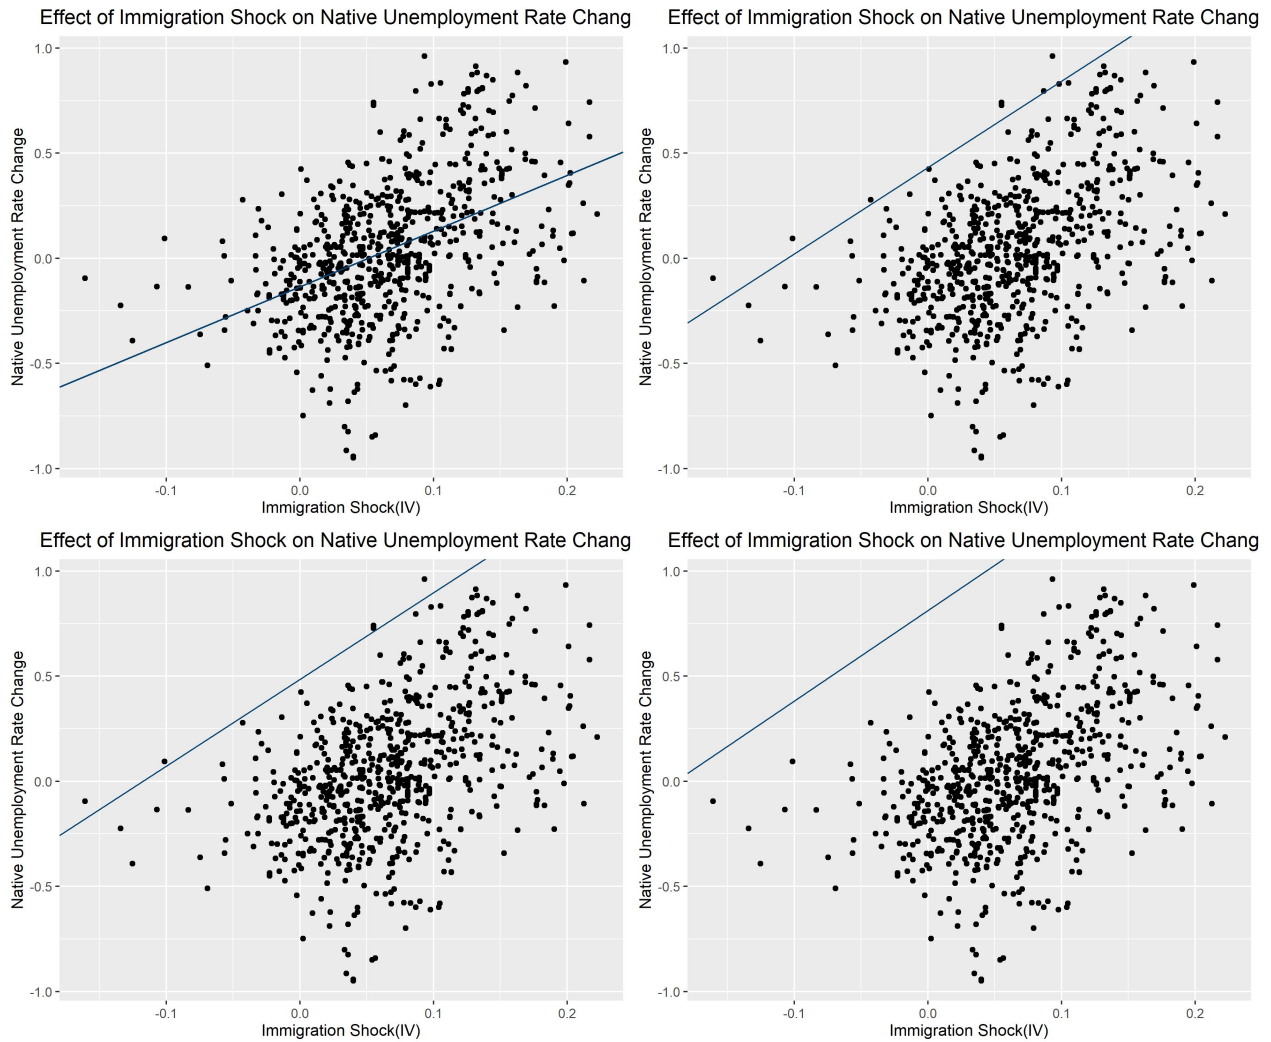 Effect of Immigration Shock on Native Unemployment Rate Chang
Native Unemployment Rate Change
1.0
0.5
0.0
-0.5
-1.0
-0.1 0.0 0.1 0.2
Immigration Shock(IV)
Effect of Immigration Shock on Native Unemployment Rate Chang
Native Unemployment Rate Change
1.0
0.5
0.0
-0.5
-1.0
-0.1 0.0 0.1 0.2
Immigration Shock(IV)
Effect of Immigration Shock on Native Unemployment Rate Chang
Native Unemployment Rate Change
1.0
0.5
0.0
-0.5
-1.0
-0.1 0.0 0.1 0.2
Immigration Shock(IV)
Effect of Immigration Shock on Native Unemployment Rate Chang
Native Unemployment Rate Change
1.0
0.5
0.0
-0.5
-1.0
-0.1 0.0 0.1 0.2
Immigration Shock(IV)